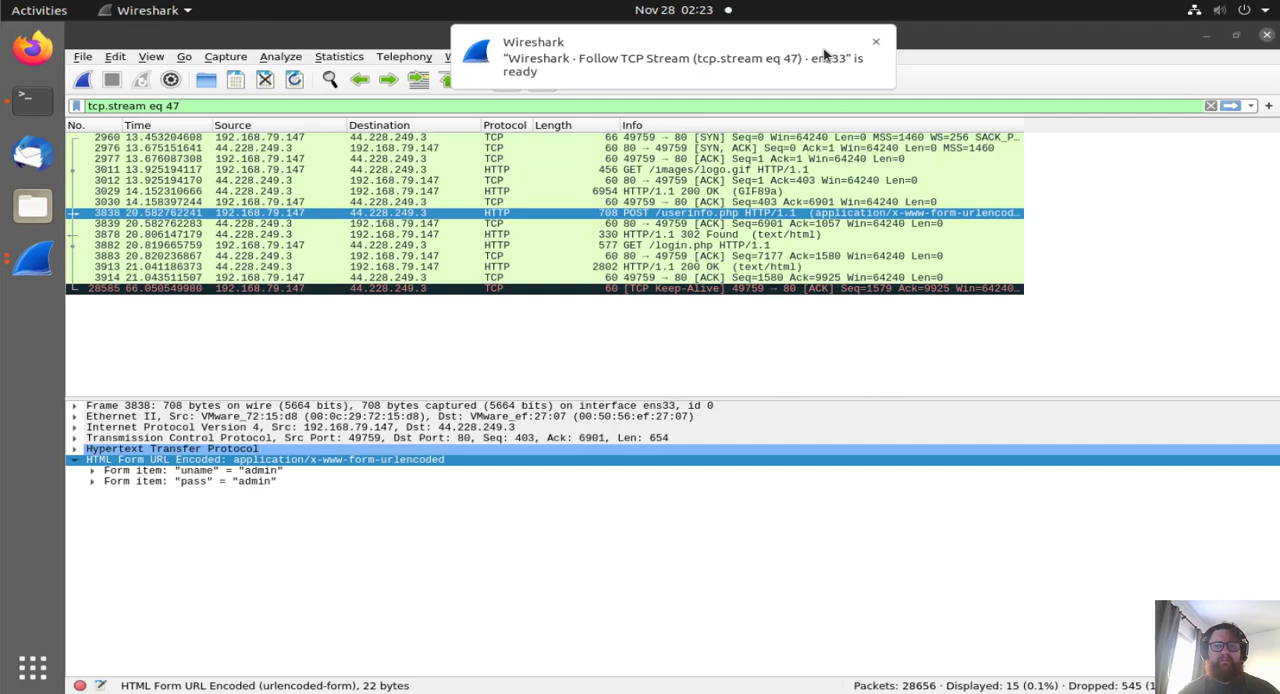 Activities Wireshark Nov 28 02:23
Wireshark
"Wireshark · Follow TCP Stream (tcp.stream eq 47) · ens33" is
ready
File Edit View Go Capture Analyze Statistics Telephony
tcp.stream eq 47
No. Time Source Destination Protocol Length Info
2960 13.453204608 192.168.79.147 44.228.249.3 TCP 66 49759 → 80 [SYN] Seq=0 Win=64240 Len=0 MSS=1460 WS=256 SACK_P…
2976 13.675151641 44.228.249.3 192.168.79.147 TCP 60 80 → 49759 [SYN, ACK] Seq=0 Ack=1 Win=64240 Len=0 MSS=1460
2977 13.676087308 192.168.79.147 44.228.249.3 TCP 60 49759 → 80 [ACK] Seq=1 Ack=1 Win=64240 Len=0
3011 13.925194117 192.168.79.147 44.228.249.3 HTTP 456 GET /images/logo.gif HTTP/1.1
3012 13.925194170 44.228.249.3 192.168.79.147 TCP 60 80 → 49759 [ACK] Seq=1 Ack=403 Win=64240 Len=0
3029 14.152310666 44.228.249.3 192.168.79.147 HTTP 6954 HTTP/1.1 200 OK (GIF89a)
3030 14.158397244 192.168.79.147 44.228.249.3 TCP 60 49759 → 80 [ACK] Seq=403 Ack=6901 Win=64240 Len=0
3838 20.582762241 192.168.79.147 44.228.249.3 HTTP 708 POST /userinfo.php HTTP/1.1 (application/x-www-form-urlencod…
3839 20.582762283 44.228.249.3 192.168.79.147 TCP 60 80 → 49759 [ACK] Seq=6901 Ack=1057 Win=64240 Len=0
3878 20.806147179 44.228.249.3 192.168.79.147 HTTP 330 HTTP/1.1 302 Found (text/html)
3882 20.819665759 192.168.79.147 44.228.249.3 HTTP 577 GET /login.php HTTP/1.1
3883 20.820236867 44.228.249.3 192.168.79.147 TCP 60 80 → 49759 [ACK] Seq=7177 Ack=1580 Win=64240 Len=0
3913 21.041186373 44.228.249.3 192.168.79.147 HTTP 2802 HTTP/1.1 200 OK (text/html)
3914 21.043511507 192.168.79.147 44.228.249.3 TCP 60 49759 → 80 [ACK] Seq=1580 Ack=9925 Win=64240 Len=0
28585 66.050549980 192.168.79.147 44.228.249.3 TCP 60 [TCP Keep-Alive] 49759 → 80 [ACK] Seq=1579 Ack=9925 Win=64240…
Frame 3838: 708 bytes on wire (5664 bits), 708 bytes captured (5664 bits) on interface ens33, id 0
Ethernet II, Src: VMware_72:15:d8 (00:0c:29:72:15:d8), Dst: VMware_ef:27:07 (00:50:56:ef:27:07)
Internet Protocol Version 4, Src: 192.168.79.147, Dst: 44.228.249.3
Transmission Control Protocol, Src Port: 49759, Dst Port: 80, Seq: 403, Ack: 6901, Len: 654
Hypertext Transfer Protocol
HTML Form URL Encoded: application/x-www-form-urlencoded
Form item: "uname" = "admin"
Form item: "pass" = "admin"
HTML Form URL Encoded (urlencoded-form), 22 bytes Packets: 28656 · Displayed: 15 (0.1%) · Dropped: 545 (1